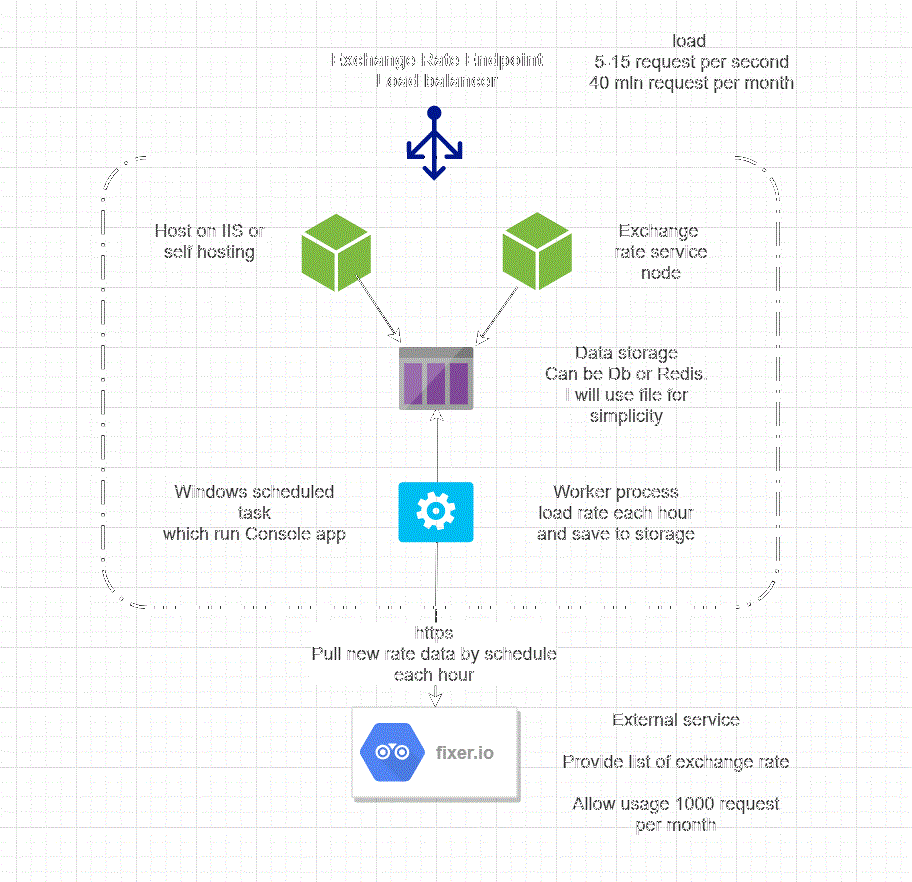 load
5-15 request per second
40 mln request per month
Exchange Rate Endpoint
Load balancer
Host on IIS or
self hosting
Exchange
rate service
node
Data storage
Can be Db or Redis.
I will use file for
simplicity
Windows scheduled
task
which run Console app
Worker process
load rate each hour
and save to storage
https
Pull new rate data by schedule
each hour
fixer.io
External service
Provide list of exchange rate
Allow usage 1000 request
per month